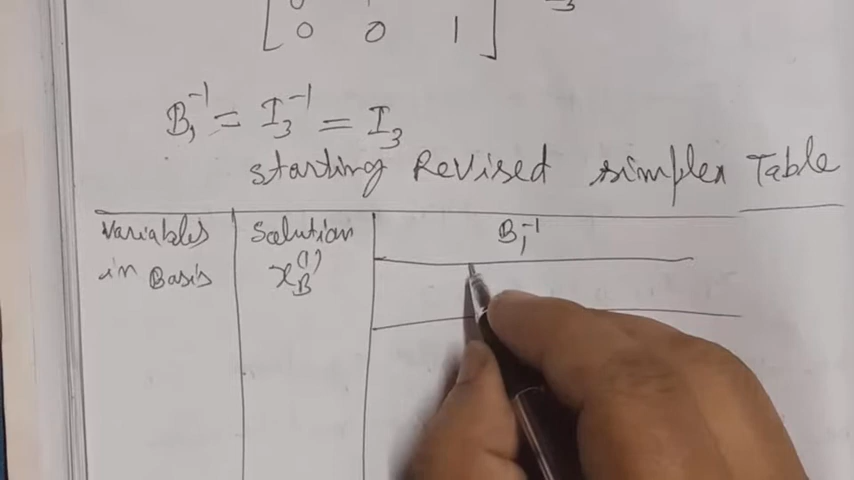 0 0 1
B₁⁻¹ = I₃⁻¹ = I₃
starting Revised simplex Table
Variables in Basis
Solution x_B^(1)
B₁⁻¹